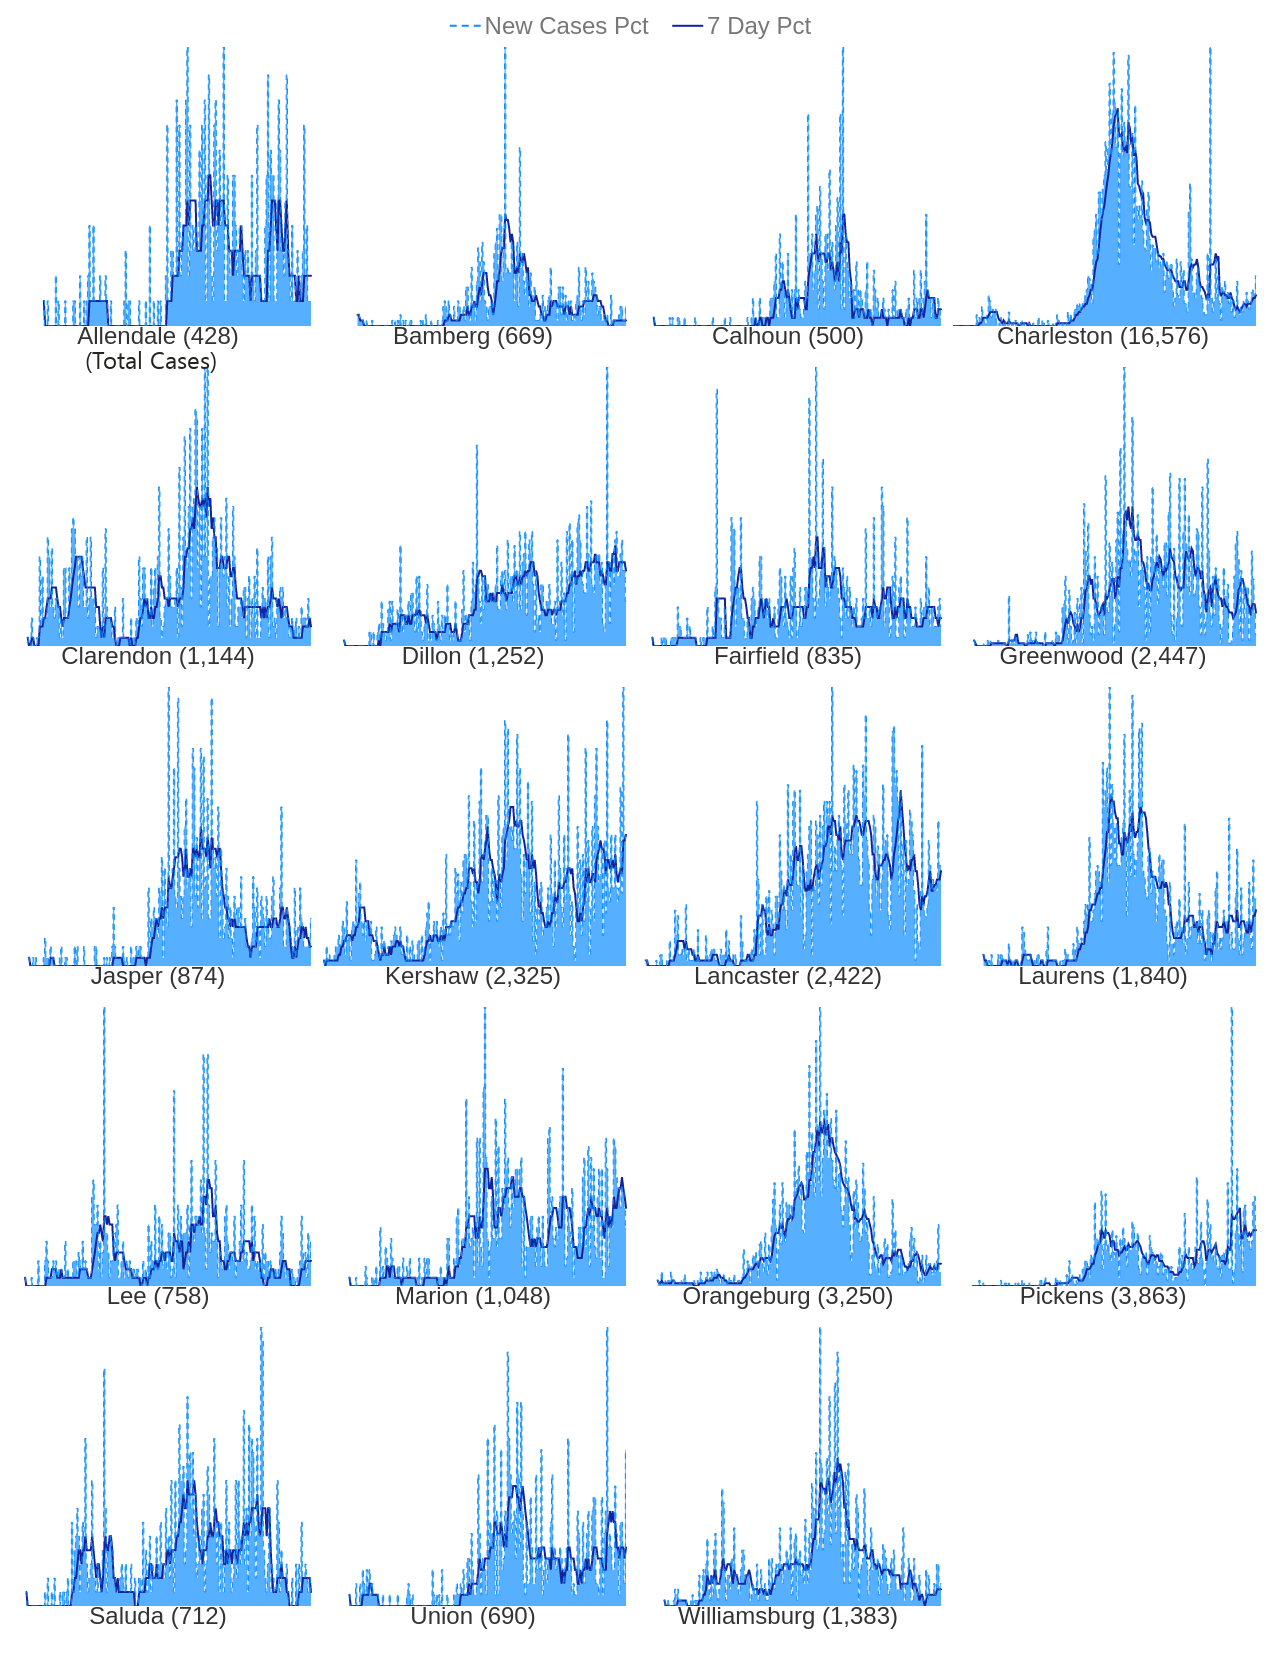 New Cases Pct 7 Day Pct
Allendale (428)
(Total Cases)
Bamberg (669)
Calhoun (500)
Charleston (16,576)
Clarendon (1,144)
Dillon (1,252)
Fairfield (835)
Greenwood (2,447)
Jasper (874)
Kershaw (2,325)
Lancaster (2,422)
Laurens (1,840)
Lee (758)
Marion (1,048)
Orangeburg (3,250)
Pickens (3,863)
Saluda (712)
Union (690)
Williamsburg (1,383)